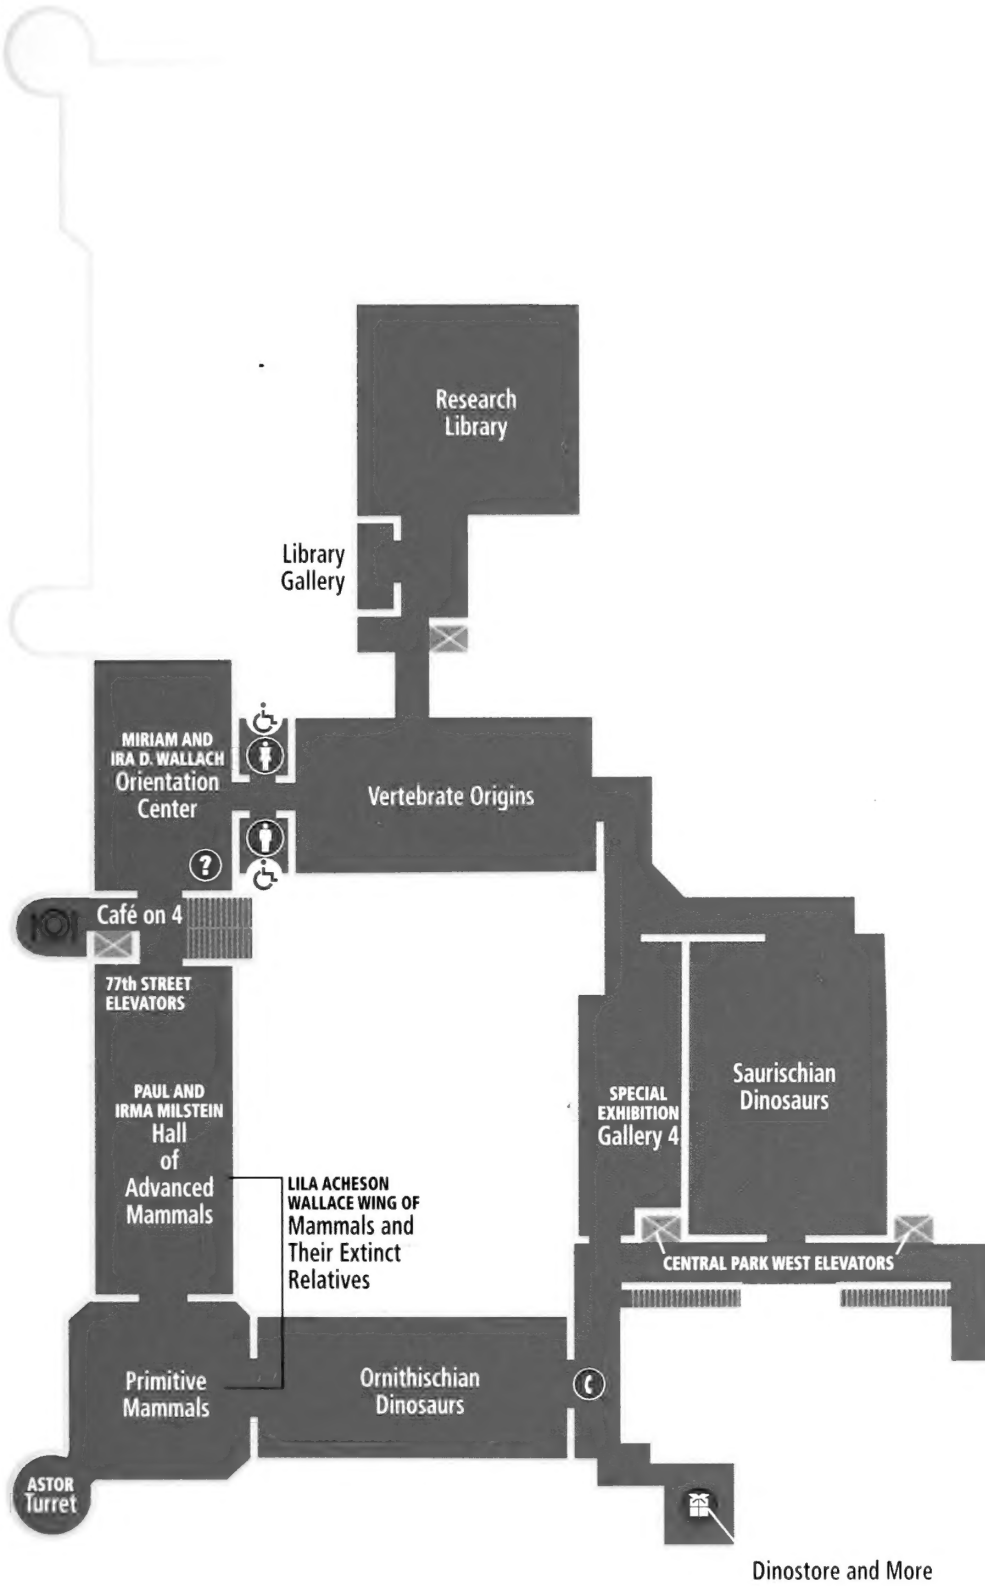 Research
Library
Library
Gallery
MIRIAM AND
IRA D. WALLACH
Orientation
Center
?
Vertebrate Origins
Café on 4
77th STREET
ELEVATORS
PAUL AND
IRMA MILSTEIN
Hall
of
Advanced
Mammals
SPECIAL
EXHIBITION
Gallery 4
Saurischian
Dinosaurs
LILA ACHESON
WALLACE WING OF
Mammals and
Their Extinct
Relatives
CENTRAL PARK WEST ELEVATORS
Primitive
Mammals
Ornithischian
Dinosaurs
ASTOR
Turret
Dinostore and More